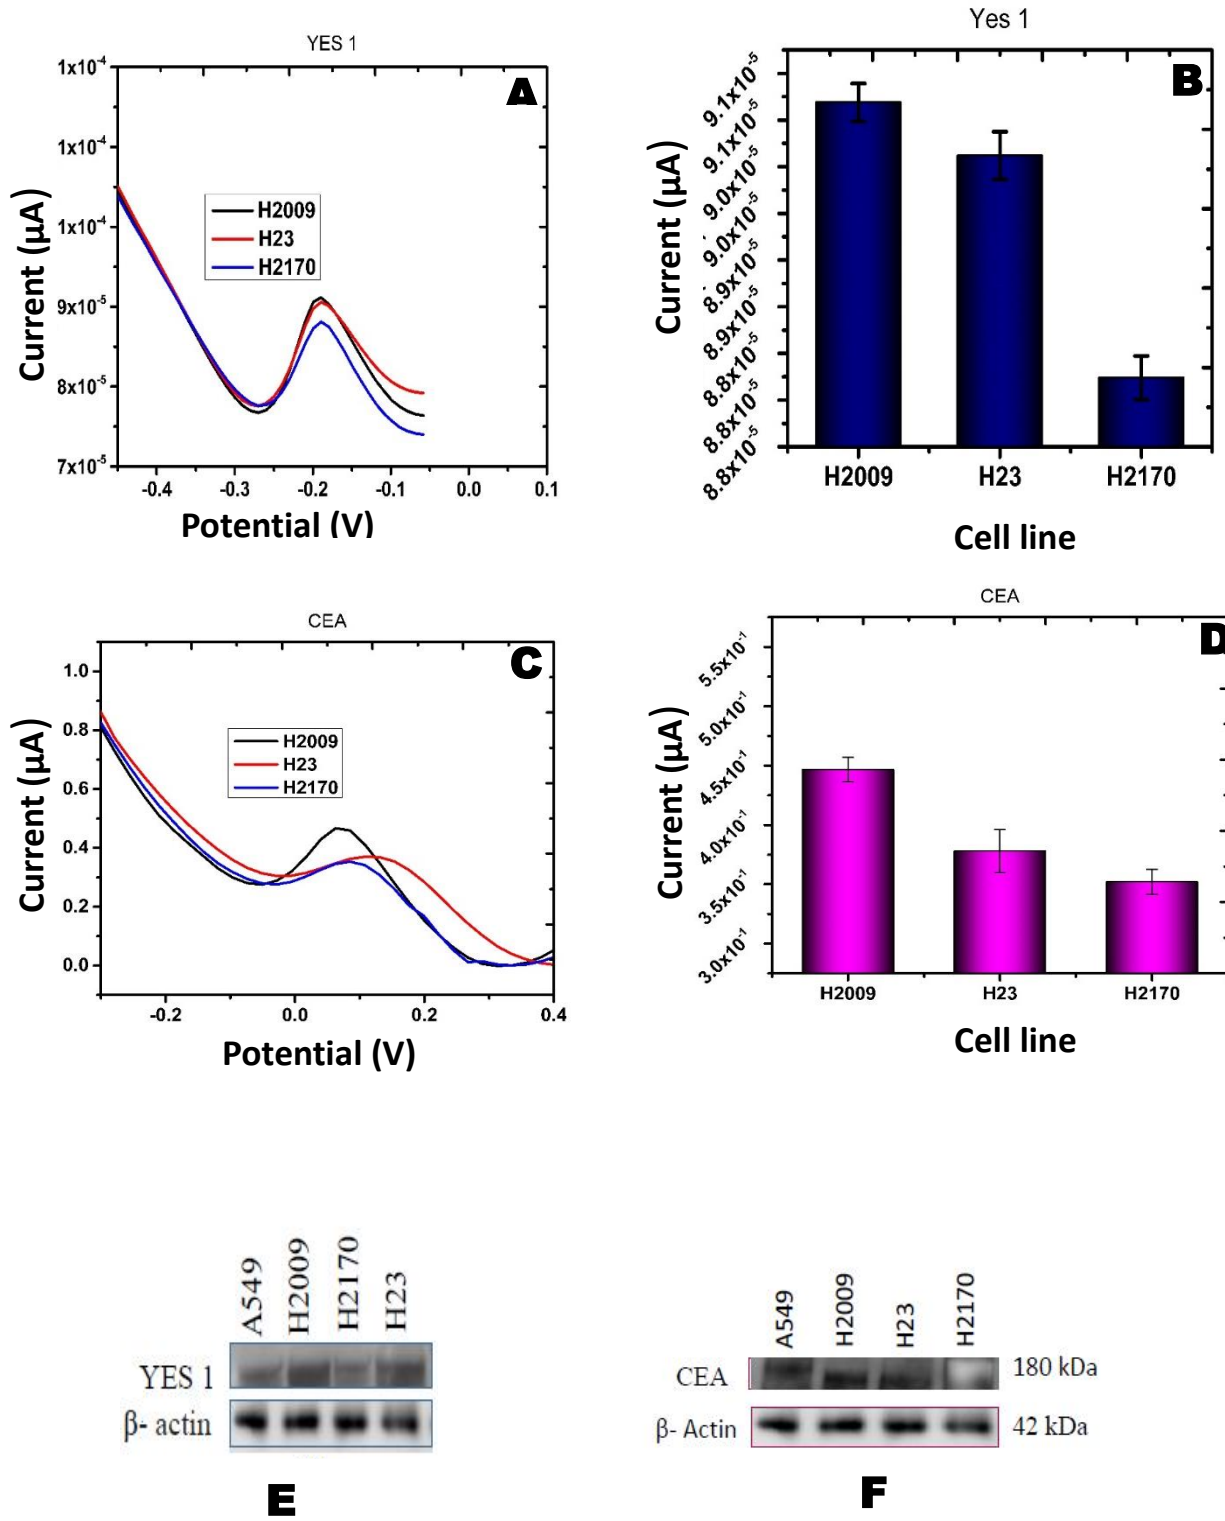 YES 1
A
1x10-4
1x10-4
1x10-4
9x10-5
8x10-5
7x10-5
Current (µA)
H2009
H23
H2170
-0.4 -0.3 -0.2 -0.1 0.0 0.1
Potential (V)
Yes 1
B
9.1x10-5
9.1x10-5
9.0x10-5
9.0x10-5
8.9x10-5
8.9x10-5
8.8x10-5
8.8x10-5
8.8x10-5
Current (µA)
H2009 H23 H2170
Cell line
CEA
C
1.0
0.8
0.6
0.4
0.2
0.0
Current (µA)
H2009
H23
H2170
-0.2 0.0 0.2 0.4
Potential (V)
CEA
D
5.5x10-1
5.0x10-1
4.5x10-1
4.0x10-1
3.5x10-1
3.0x10-1
Current (µA)
H2009 H23 H2170
Cell line
A549 H2009 H2170 H23
YES 1
β- actin
E
A549 H2009 H23 H2170
CEA 180 kDa
β- Actin 42 kDa
F